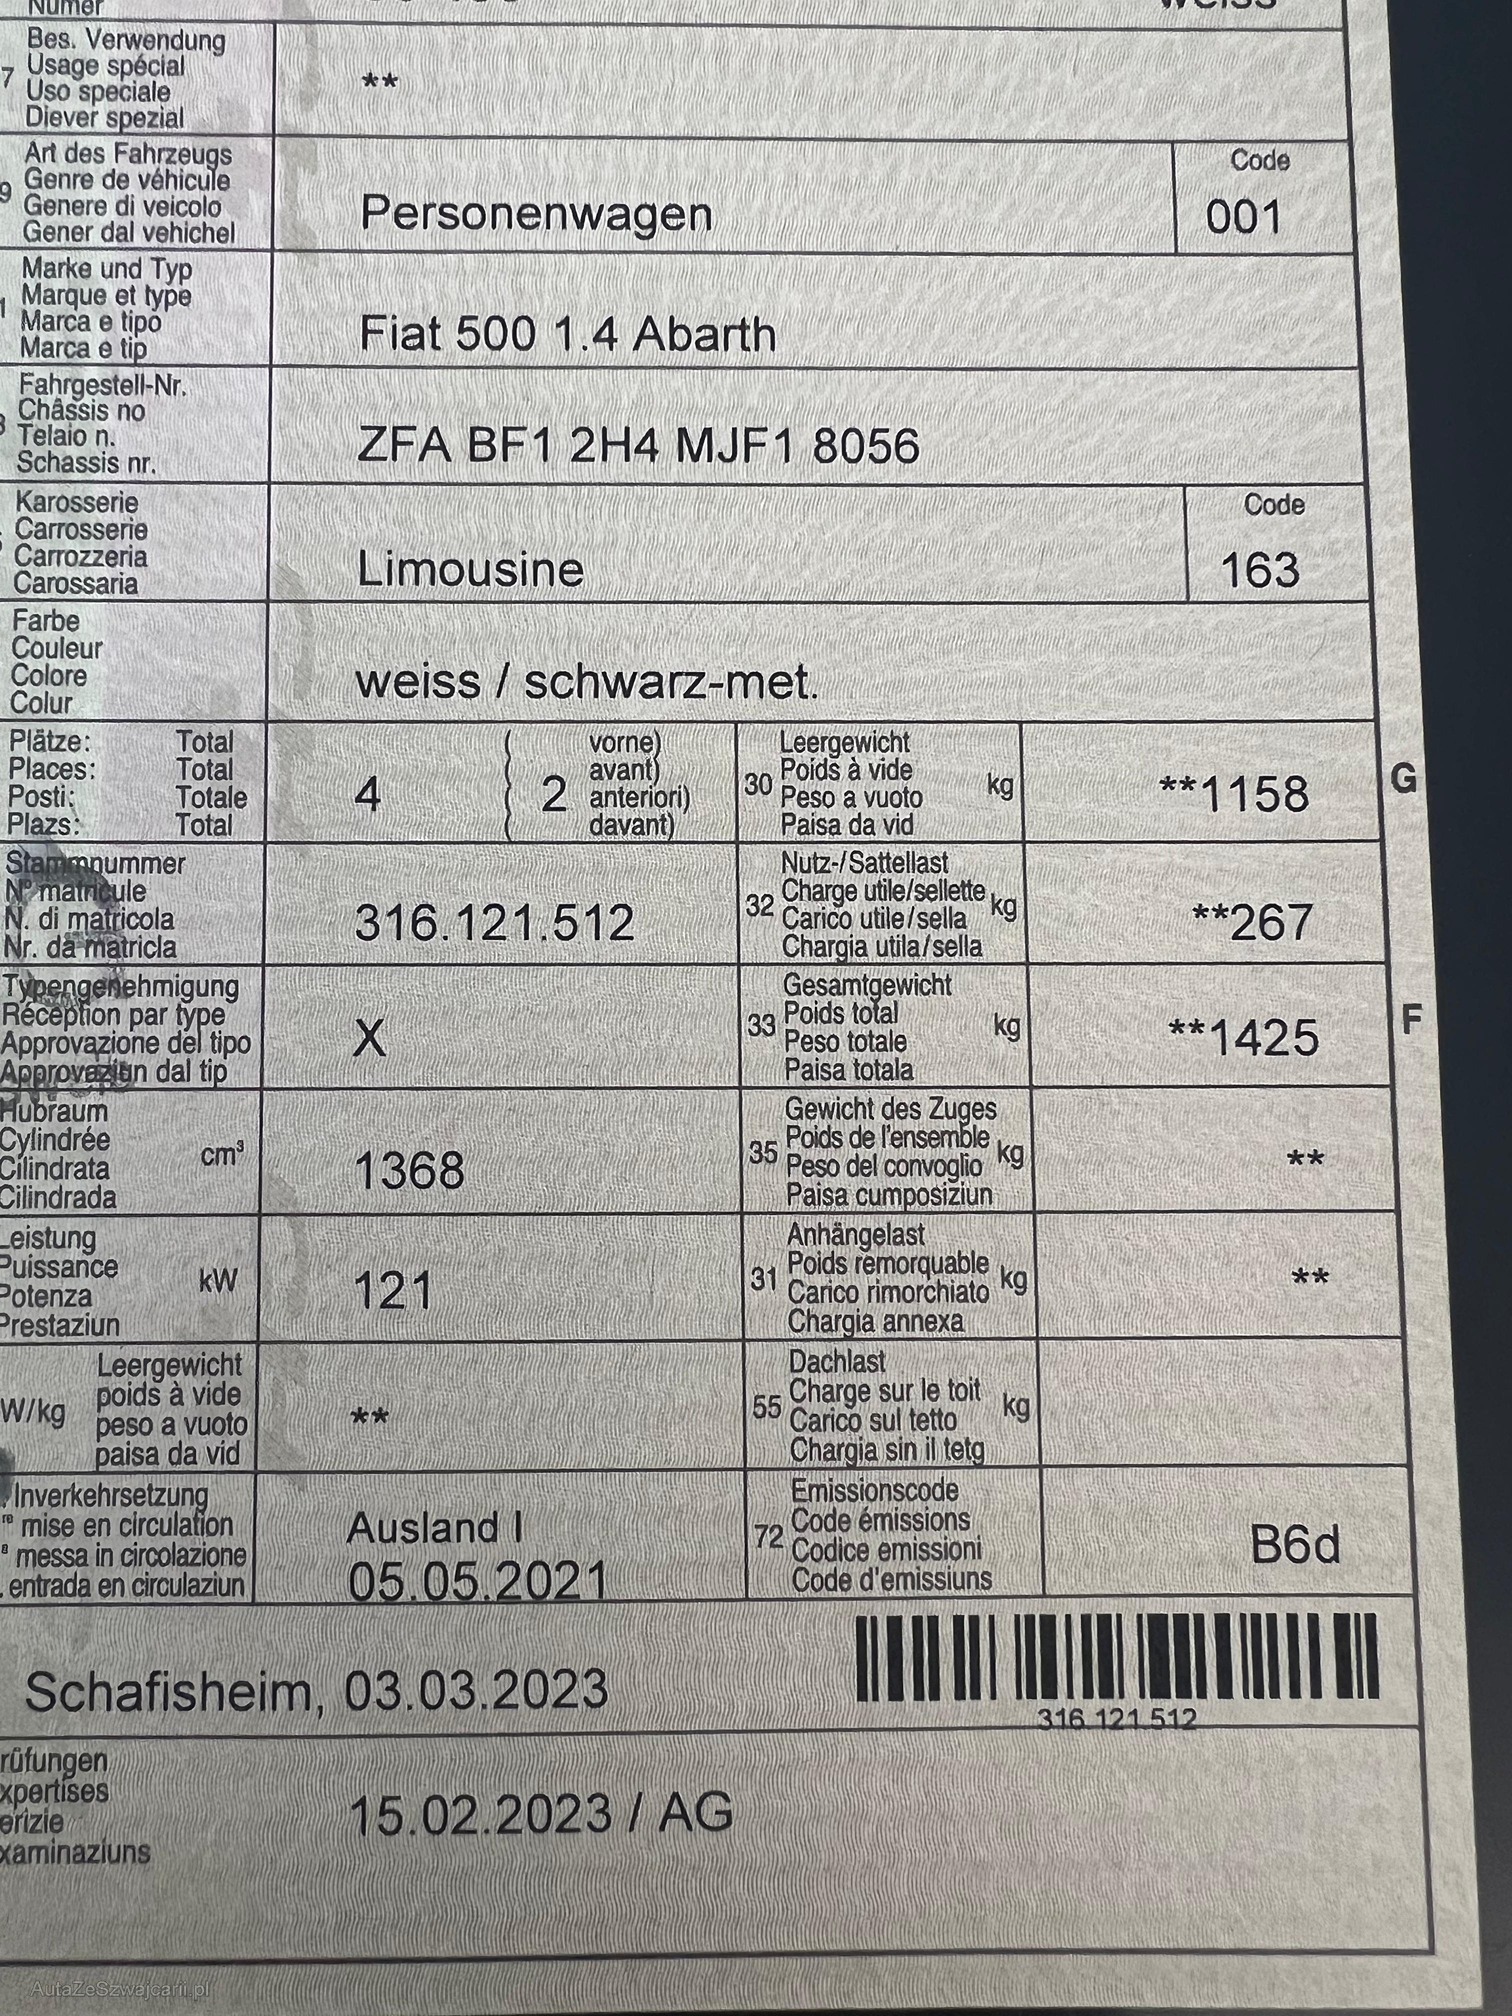 Numer
weiss
Bes. Verwendung
7 Usage spécial
Uso speciale
Diever spezial
**
Art des Fahrzeugs
9 Genre de véhicule
Genere di veicolo
Gener dal vehichel
Personenwagen
Code
001
Marke und Typ
1 Marque et type
Marca e tipo
Marca e tip
Fiat 500 1.4 Abarth
Fahrgestell-Nr.
3 Châssis no
Telaio n.
Schassis nr.
ZFA BF1 2H4 MJF1 8056
Karosserie
Carrosserie
Carrozzeria
Carossaria
Limousine
Code
163
Farbe
Couleur
Colore
Colur
weiss / schwarz-met.
Plätze: Total
Places: Total
Posti: Totale
Plazs: Total
4
2
vorne)
avant)
anteriori)
davant)
Leergewicht
30 Poids à vide kg
Peso a vuoto
Paisa da vid
**1158
G
Stammnummer
N° matricule
N. di matricola
Nr. da matricla
316.121.512
Nutz-/Sattellast
32 Charge utile/sellette kg
Carico utile/sella
Chargia utila/sella
**267
Typengenehmigung
Réception par type
Approvazione del tipo
Approvaziun dal tip
X
Gesamtgewicht
33 Poids total kg
Peso totale
Paisa totala
**1425
F
Hubraum
Cylindrée cm³
Cilindrata
Cilindrada
1368
Gewicht des Zuges
35 Poids de l'ensemble kg
Peso del convoglio
Paisa cumposiziun
**
Leistung
Puissance kW
Potenza
Prestaziun
121
Anhängelast
31 Poids remorquable kg
Carico rimorchiato
Chargia annexa
**
Leergewicht
W/kg poids à vide
peso a vuoto
paisa da vid
**
Dachlast
55 Charge sur le toit kg
Carico sul tetto
Chargia sin il tetg
. Inverkehrsetzung
re mise en circulation
a messa in circolazione
. entrada en circulaziun
Ausland I
05.05.2021
Emissionscode
72 Code émissions
Codice emissioni
Code d'emissiuns
B6d
Schafisheim, 03.03.2023
316.121.512
rüfungen
xpertises
erizie
xaminaziuns
15.02.2023 / AG
AutaZeSzwajcarii.pl